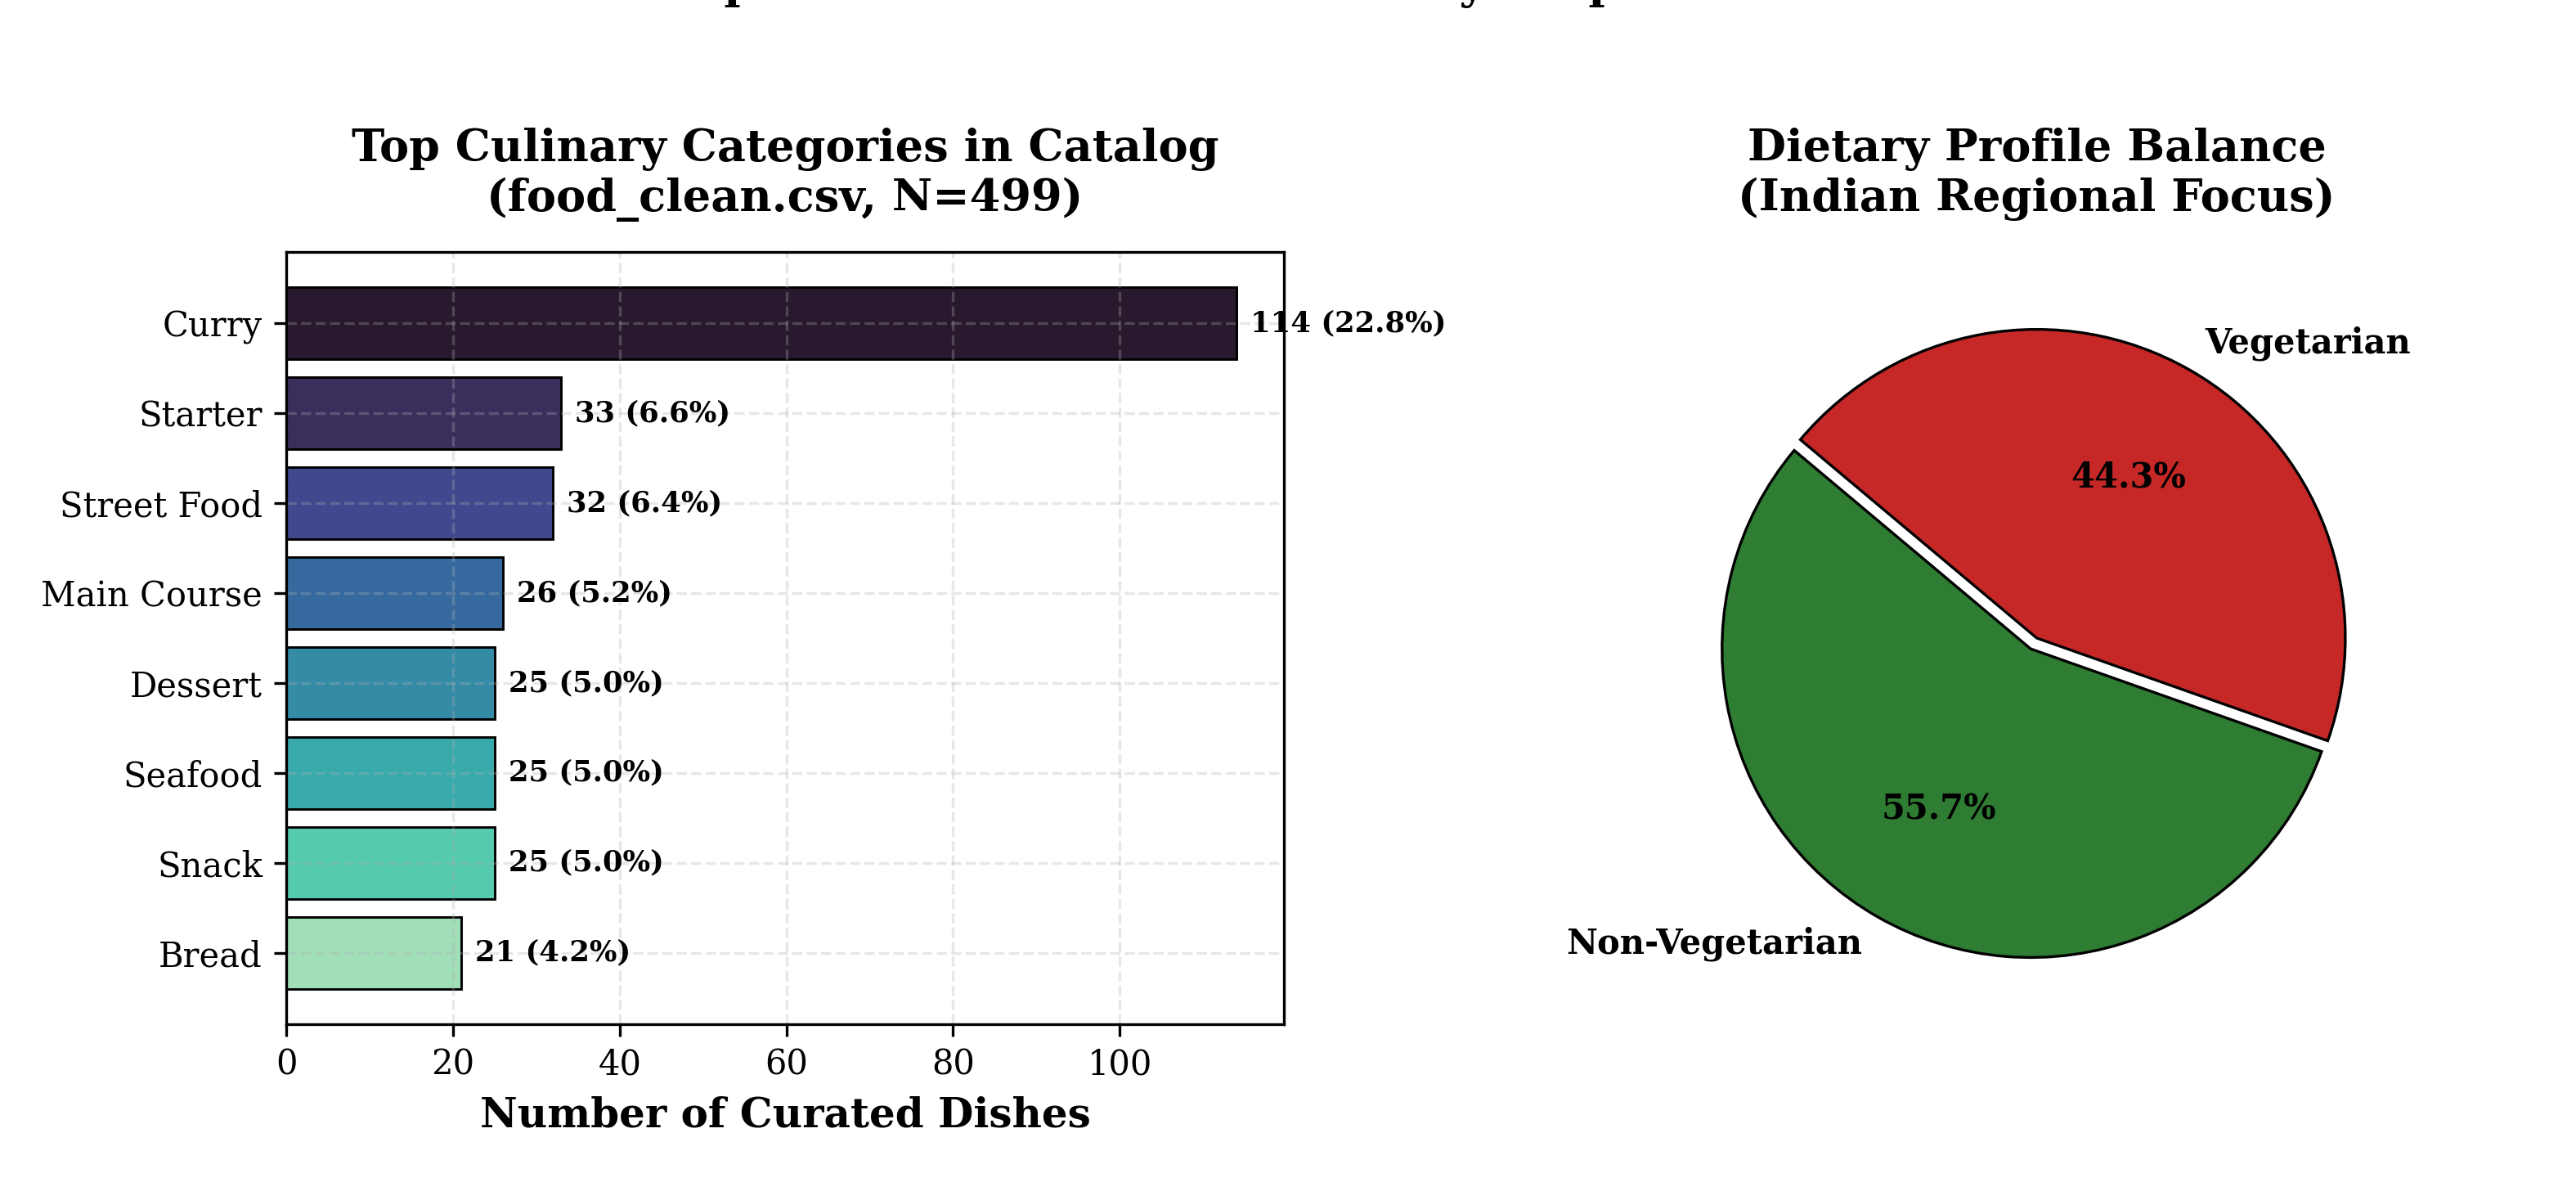 Top Culinary Categories in Catalog
(food_clean.csv, N=499)
Curry
114 (22.8%)
Starter
33 (6.6%)
Street Food
32 (6.4%)
Main Course
26 (5.2%)
Dessert
25 (5.0%)
Seafood
25 (5.0%)
Snack
25 (5.0%)
Bread
21 (4.2%)
0 20 40 60 80 100
Number of Curated Dishes
Dietary Profile Balance
(Indian Regional Focus)
Vegetarian
44.3%
55.7%
Non-Vegetarian